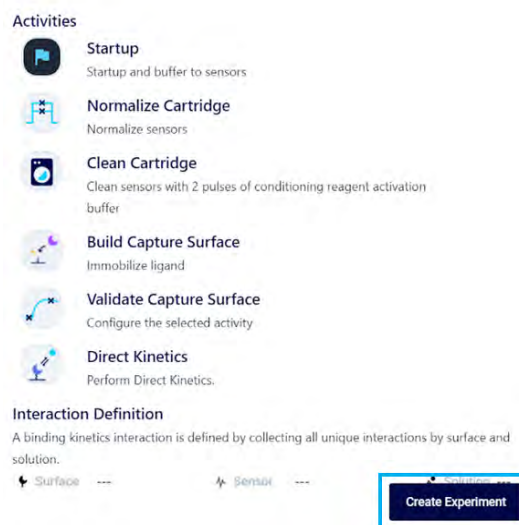 Activities
Startup
Startup and buffer to sensors
Normalize Cartridge
Normalize sensors
Clean Cartridge
Clean sensors with 2 pulses of conditioning reagent activation
buffer
Build Capture Surface
Immobilize ligand
Validate Capture Surface
Configure the selected activity
Direct Kinetics
Perform Direct Kinetics.
Interaction Definition
A binding kinetics interaction is defined by collecting all unique interactions by surface and
solution.
Surface --- Sensor --- Solution ---
Create Experiment